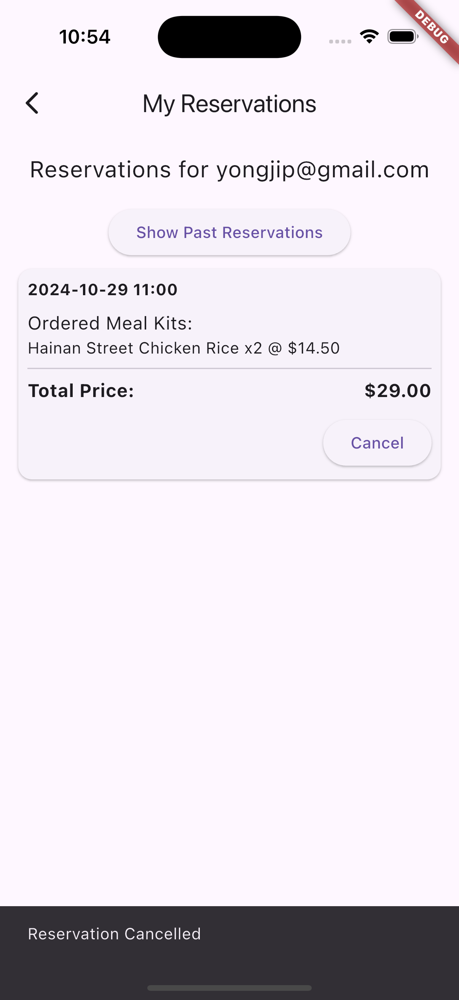 10:54
DEBUG
My Reservations
Reservations for yongjip@gmail.com
Show Past Reservations
2024-10-29 11:00
Ordered Meal Kits:
Hainan Street Chicken Rice x2 @ $14.50
Total Price: $29.00
Cancel
Reservation Cancelled